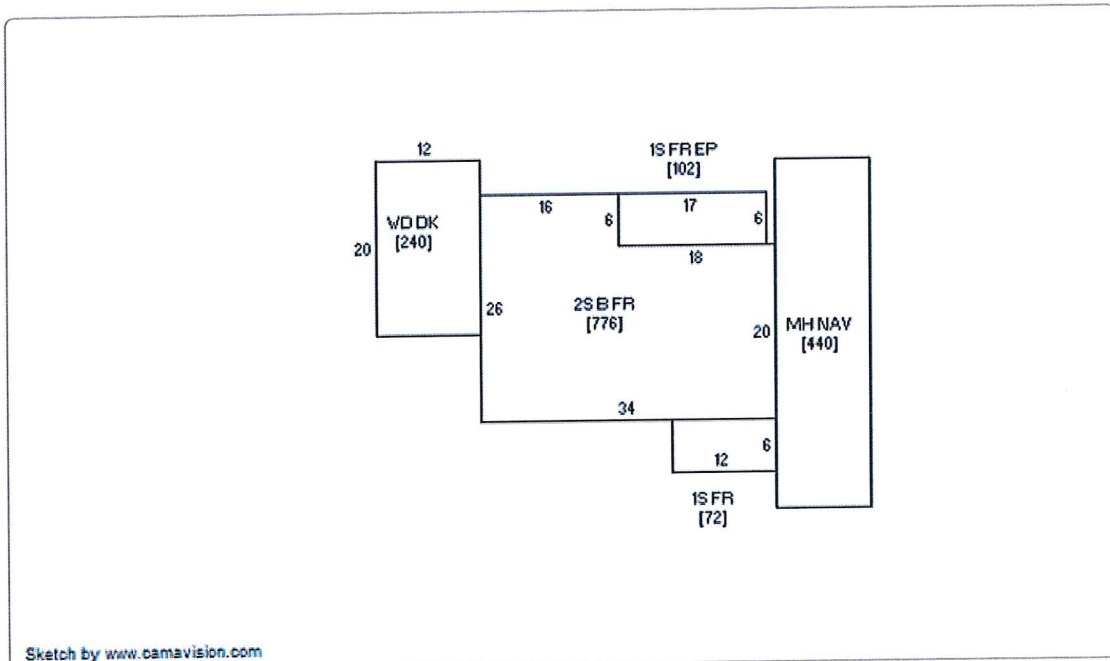 12
1S FR EP
[102]
16
6
17
6
WD DK
[240]
20
18
26
2S B FR
[776]
20
MH NAV
[440]
34
6
12
1S FR
[72]
Sketch by www.camavision.com